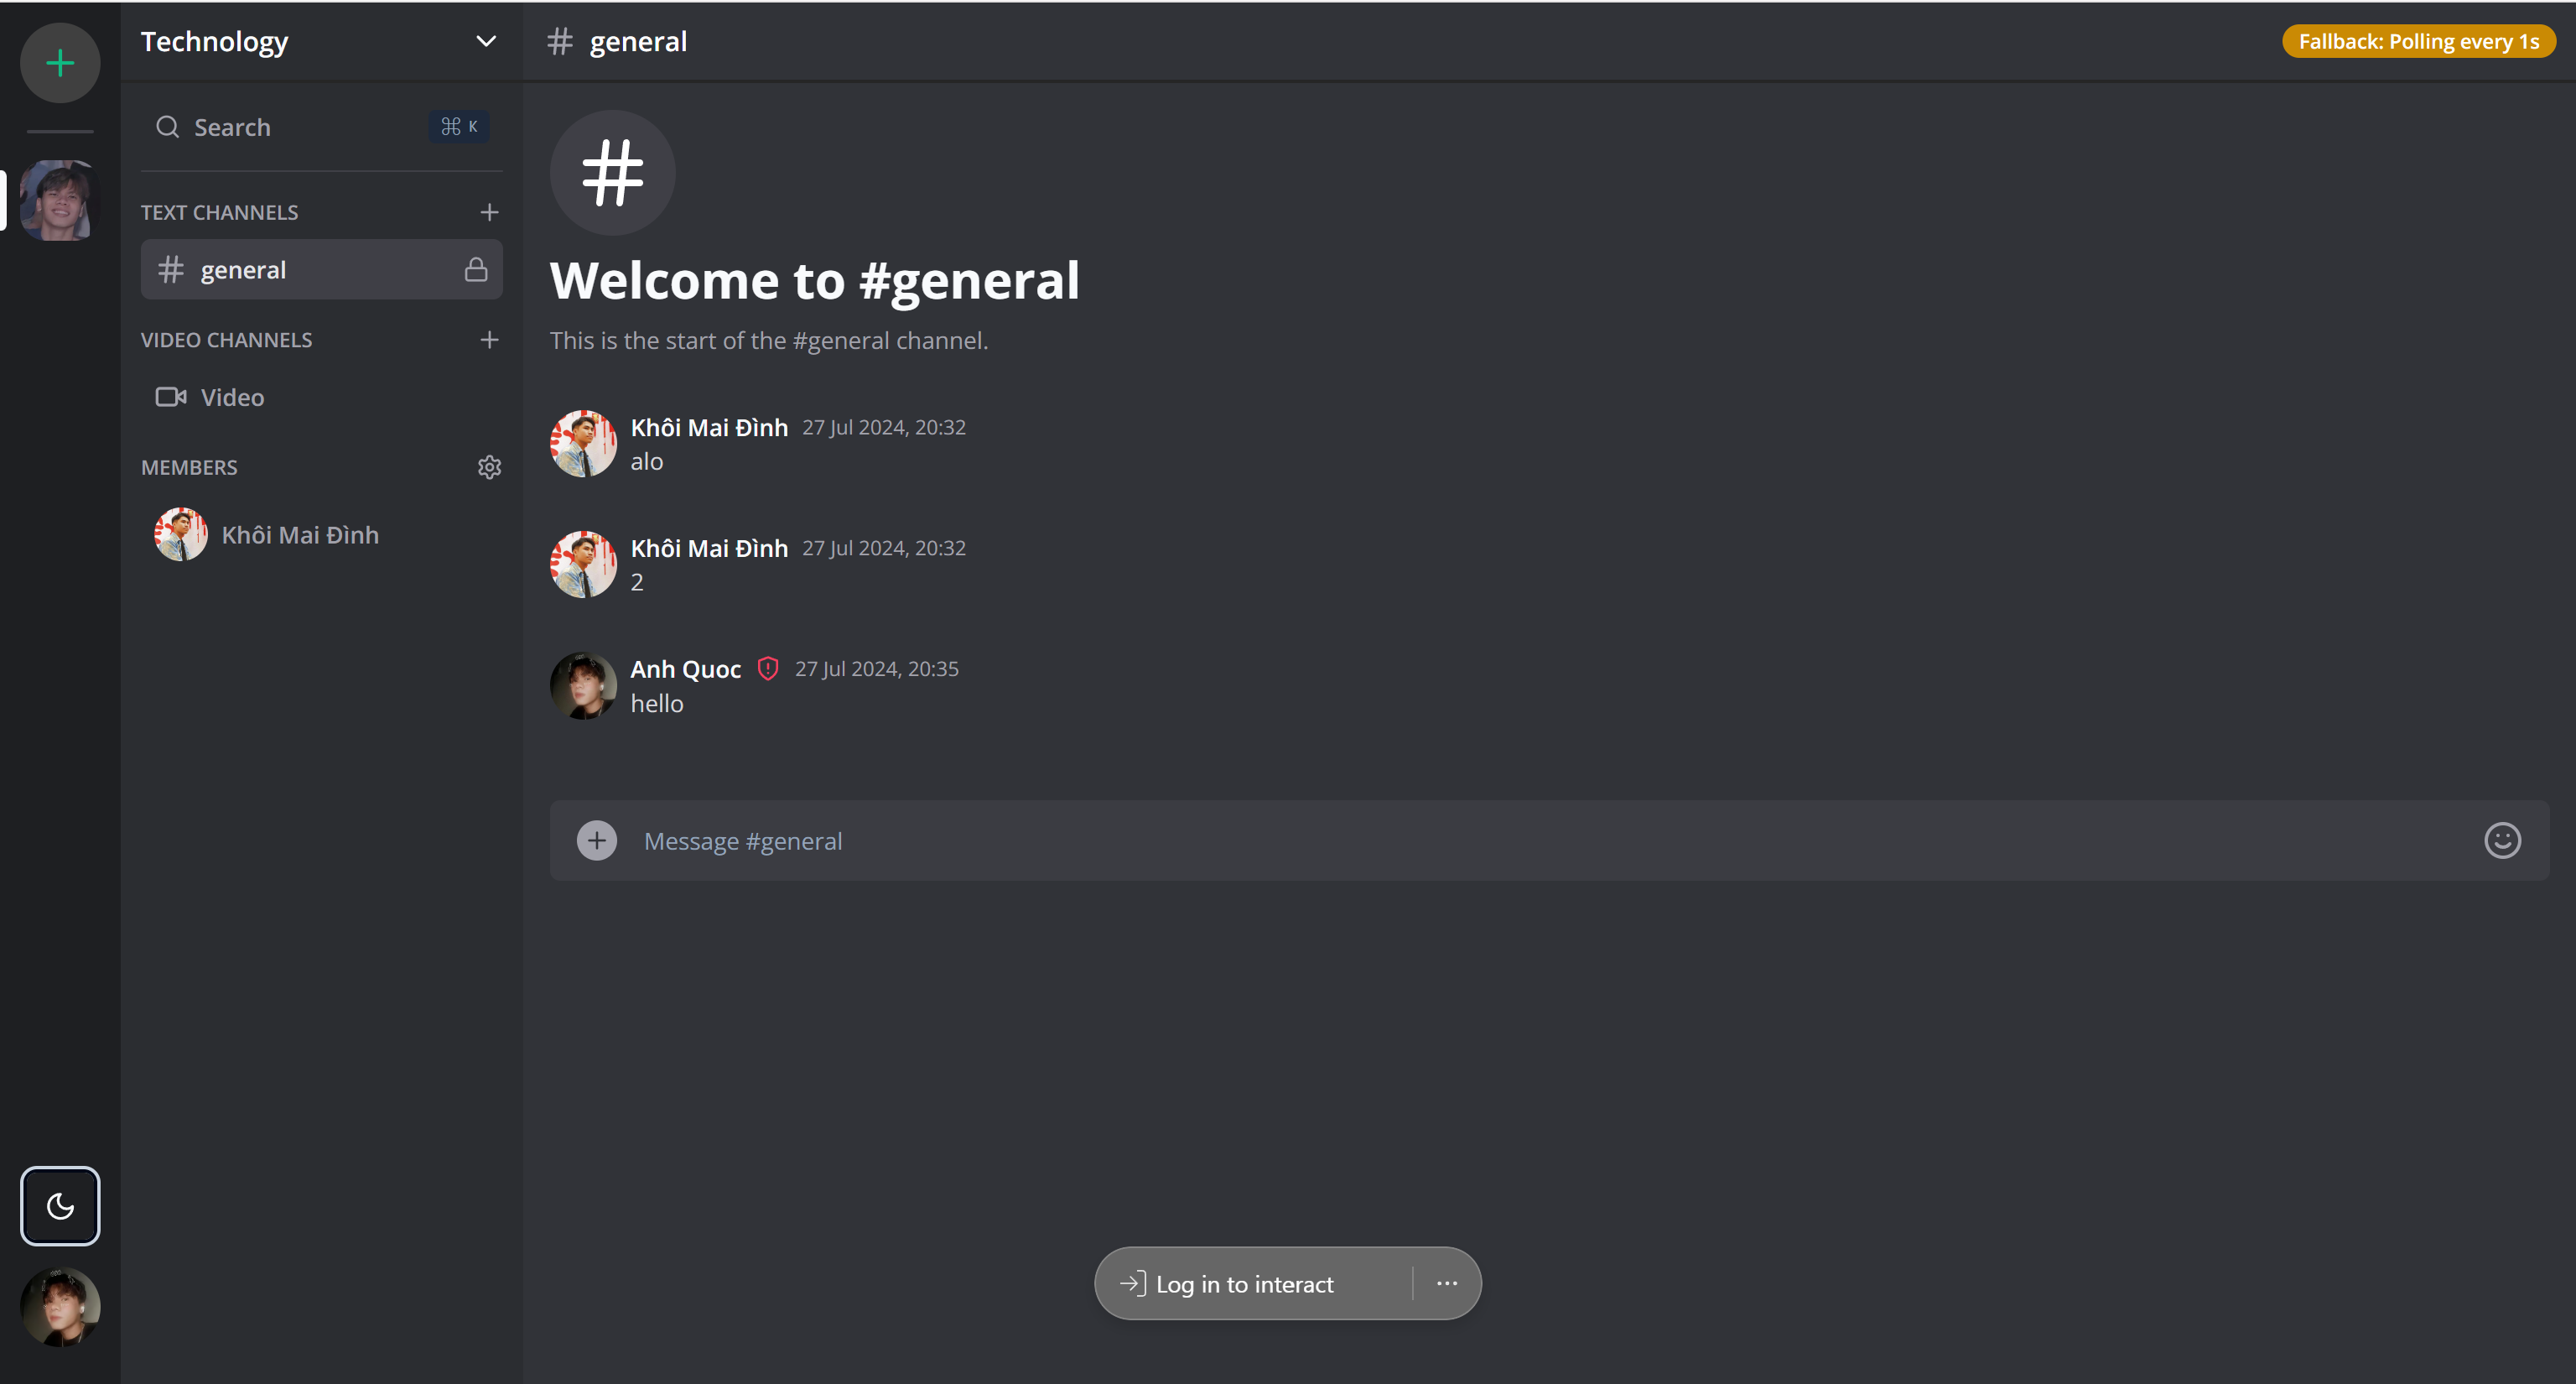 Technology
Search
⌘ K
TEXT CHANNELS
general
VIDEO CHANNELS
Video
MEMBERS
Khôi Mai Đình
# general
Fallback: Polling every 1s
#
Welcome to #general
This is the start of the #general channel.
Khôi Mai Đình 27 Jul 2024, 20:32
alo
Khôi Mai Đình 27 Jul 2024, 20:32
2
Anh Quoc 27 Jul 2024, 20:35
hello
Message #general
Log in to interact